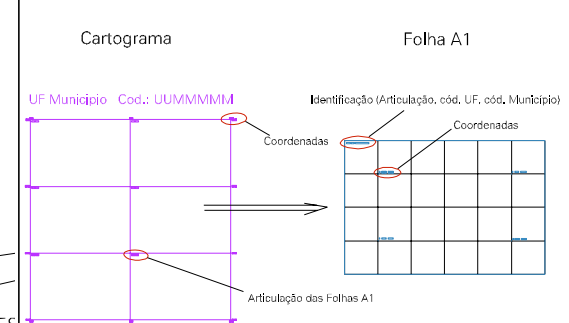 Cartograma
Folha A1
UF Município Cod.: UUMMMMM
Identificação (Articulação, cód. UF, cód. Município)
Coordenadas
Coordenadas
Articulação das Folhas A1